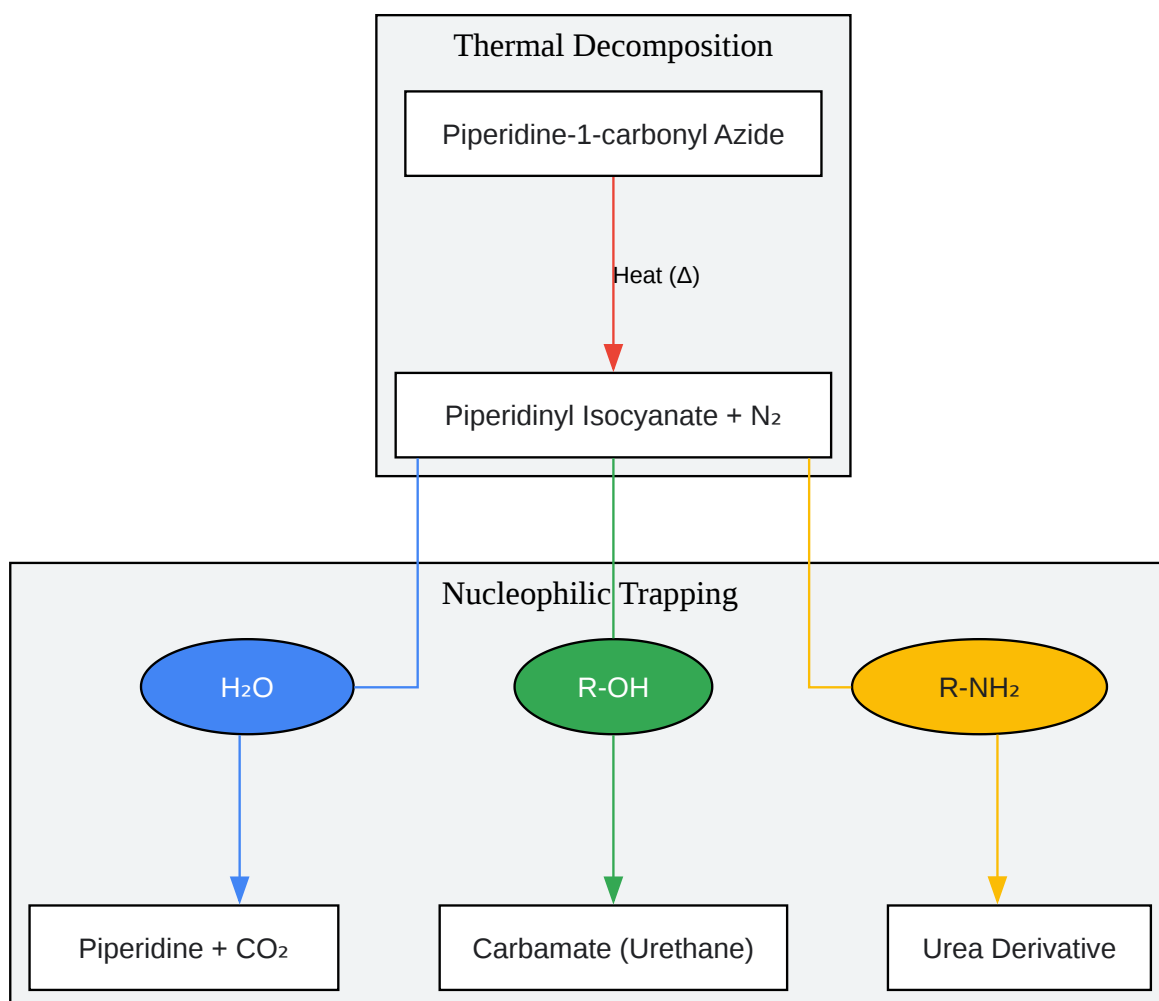 Thermal Decomposition
Piperidine-1-carbonyl Azide
Heat (Δ)
Piperidinyl Isocyanate + N₂
Nucleophilic Trapping
H₂O
R-OH
R-NH₂
Piperidine + CO₂
Carbamate (Urethane)
Urea Derivative